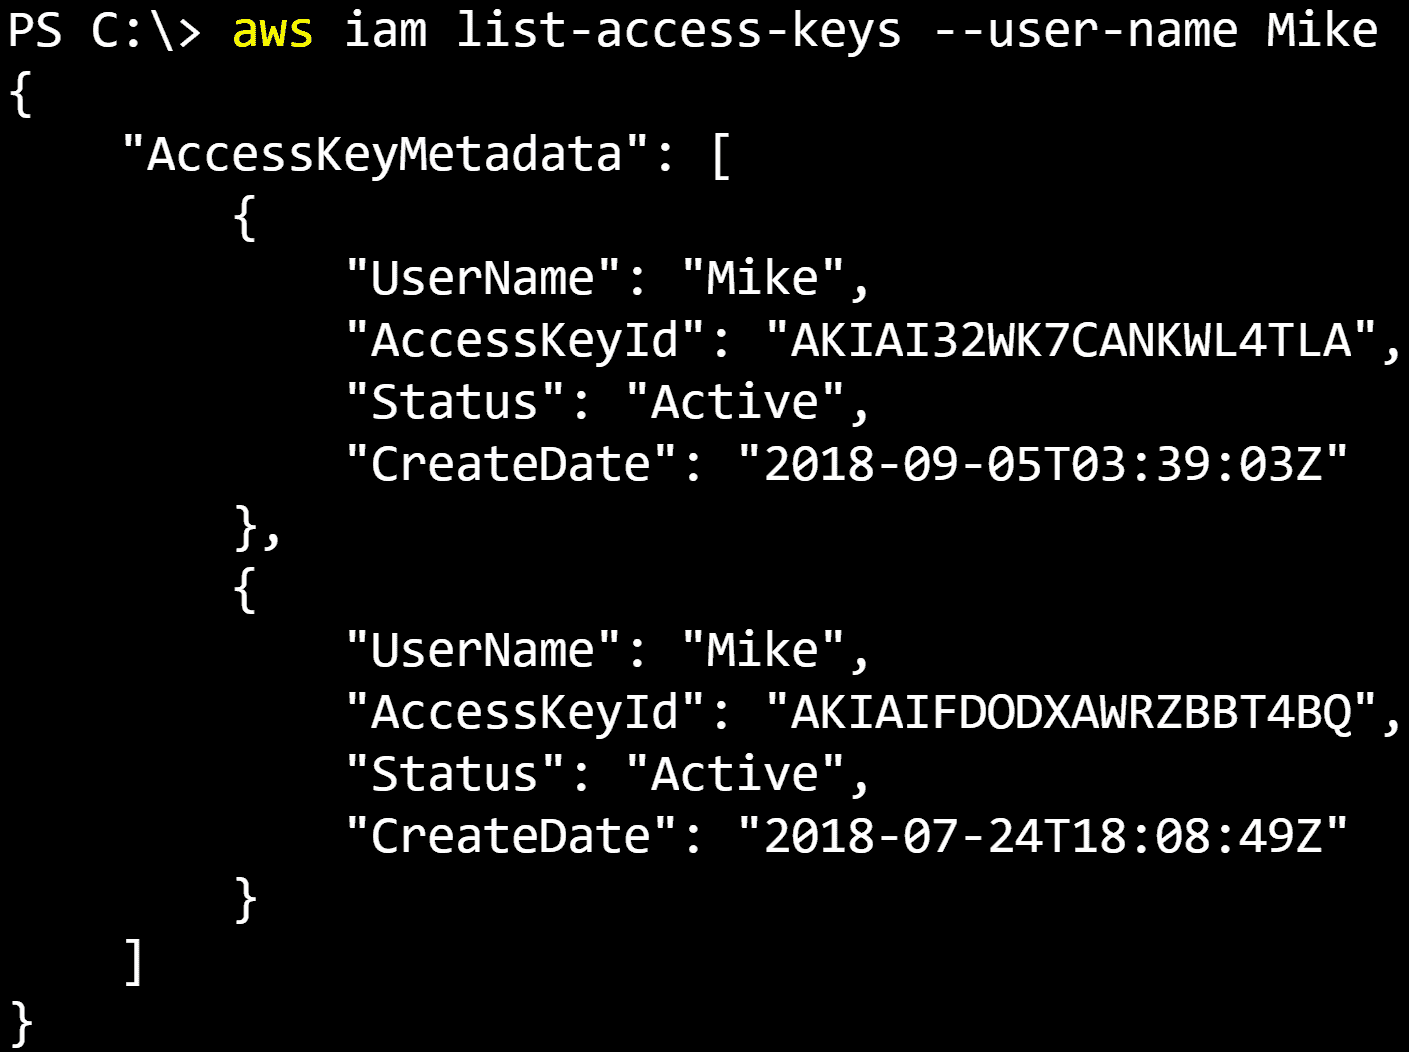 PS C:\> aws iam list-access-keys --user-name Mike
{
    "AccessKeyMetadata": [
        {
            "UserName": "Mike",
            "AccessKeyId": "AKIAI32WK7CANKWL4TLA",
            "Status": "Active",
            "CreateDate": "2018-09-05T03:39:03Z"
        },
        {
            "UserName": "Mike",
            "AccessKeyId": "AKIAIFDODXAWRZBBT4BQ",
            "Status": "Active",
            "CreateDate": "2018-07-24T18:08:49Z"
        }
    ]
}